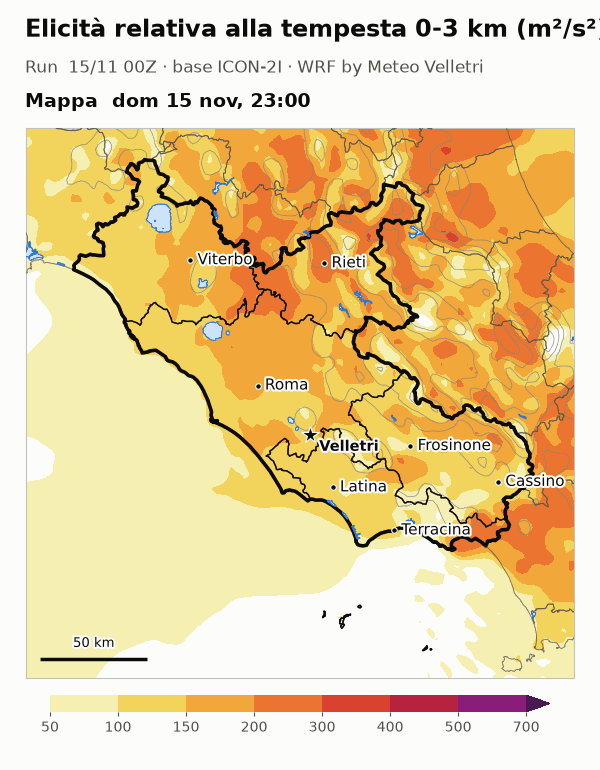 Elicità relativa alla tempesta 0-3 km (m²/s²)
Run 15/11 00Z · base ICON-2I · WRF by Meteo Velletri
Mappa dom 15 nov, 23:00
Viterbo
Rieti
Roma
Velletri
Frosinone
Cassino
Latina
Terracina
50 km
50 100 150 200 300 400 500 700